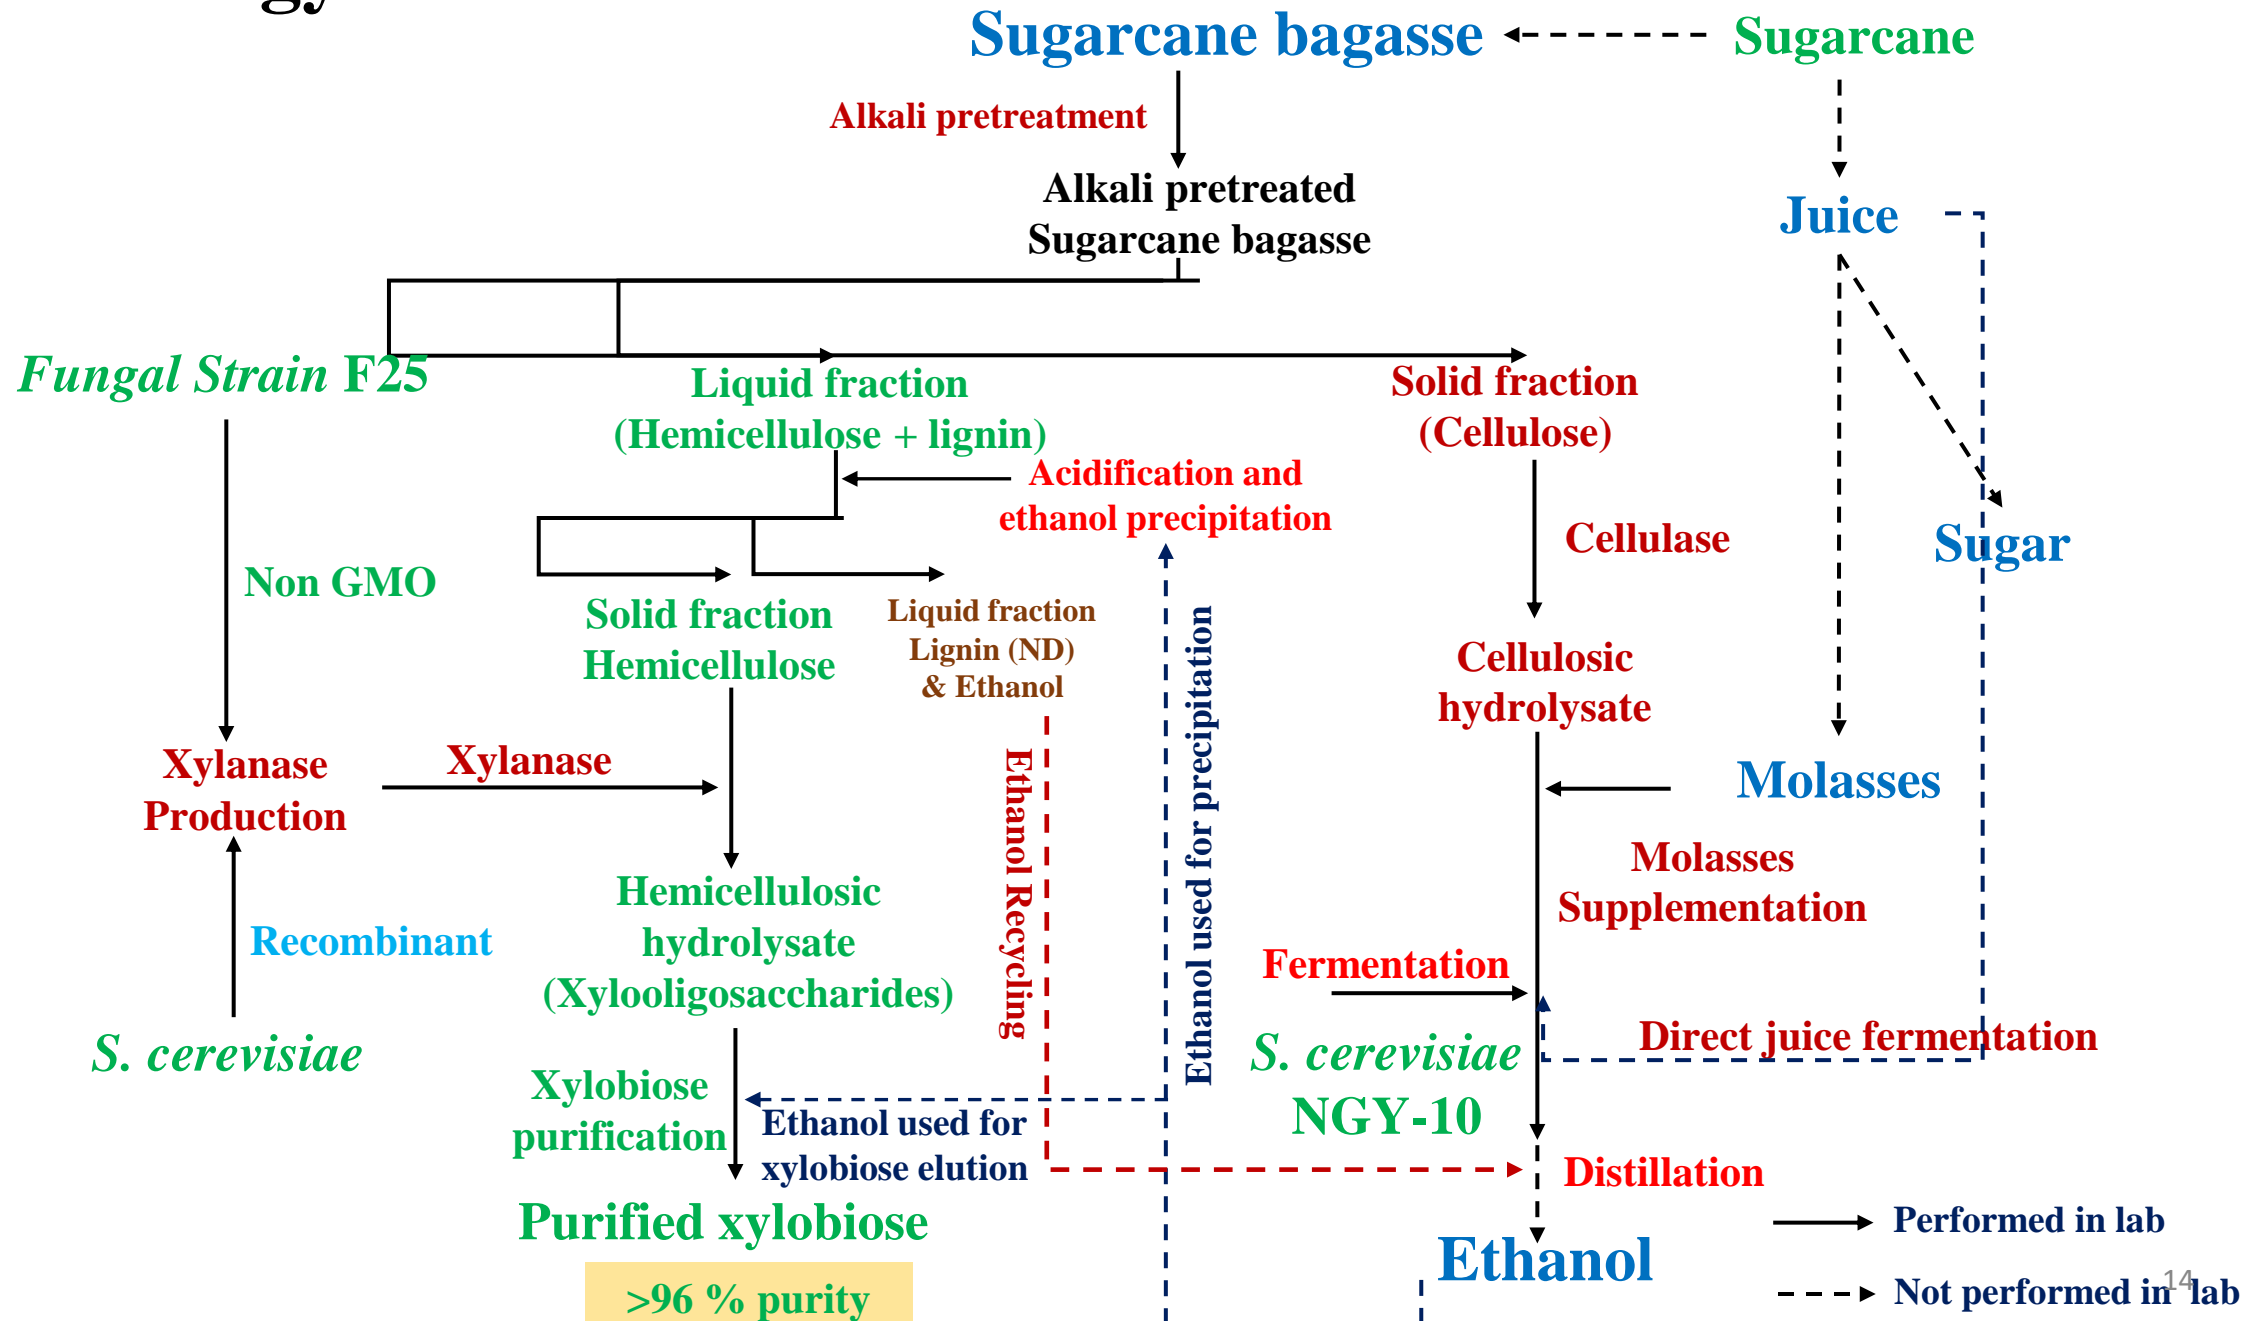 Sugarcane bagasse
Sugarcane
Alkali pretreatment
Alkali pretreated
Sugarcane bagasse
Juice
Fungal Strain F25
Liquid fraction
(Hemicellulose + lignin)
Solid fraction
(Cellulose)
Acidification and
ethanol precipitation
Cellulase
Sugar
Non GMO
Solid fraction
Hemicellulose
Liquid fraction
Lignin (ND)
& Ethanol
Ethanol used for precipitation
Cellulosic
hydrolysate
Xylanase
Production
Xylanase
Ethanol Recycling
Molasses
Molasses
Supplementation
Hemicellulosic
hydrolysate
(Xylooligosaccharides)
Recombinant
Fermentation
S. cerevisiae
S. cerevisiae
NGY-10
Direct juice fermentation
Xylobiose
purification
Ethanol used for
xylobiose elution
Distillation
Purified xylobiose
Ethanol
Performed in lab
>96 % purity
Not performed in lab
14